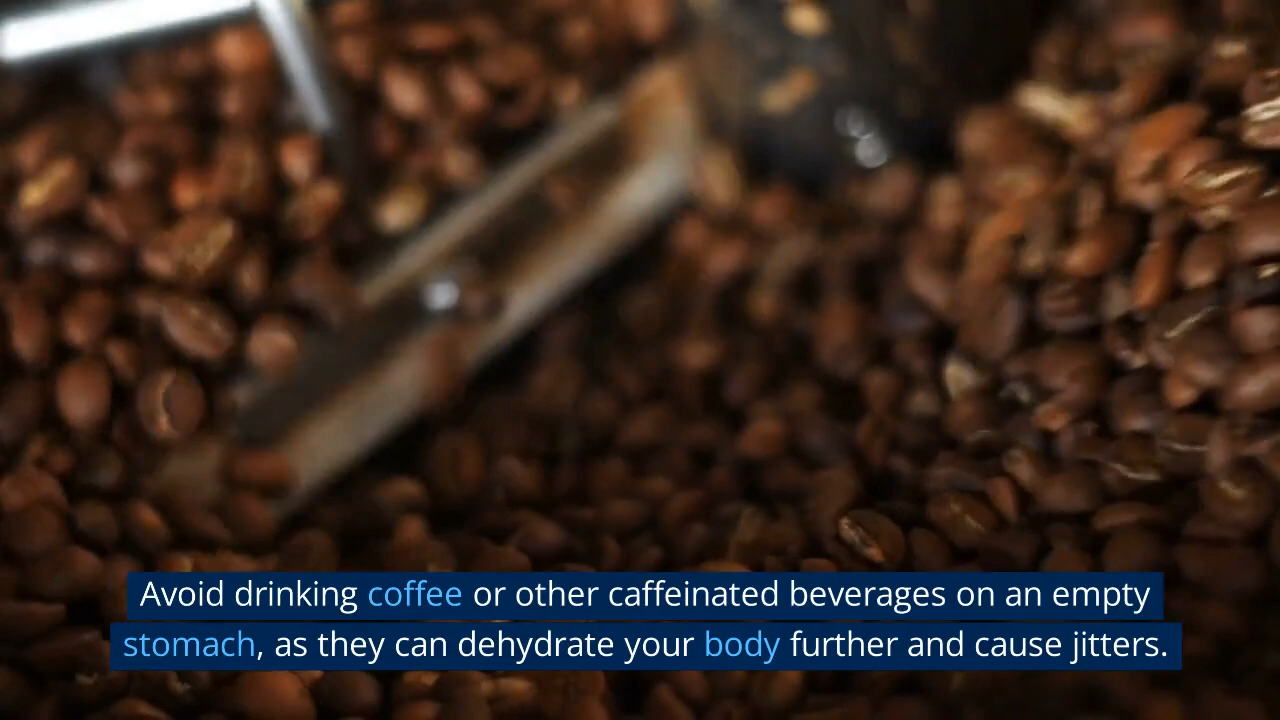 Avoid drinking coffee or other caffeinated beverages on an empty
stomach, as they can dehydrate your body further and cause jitters.